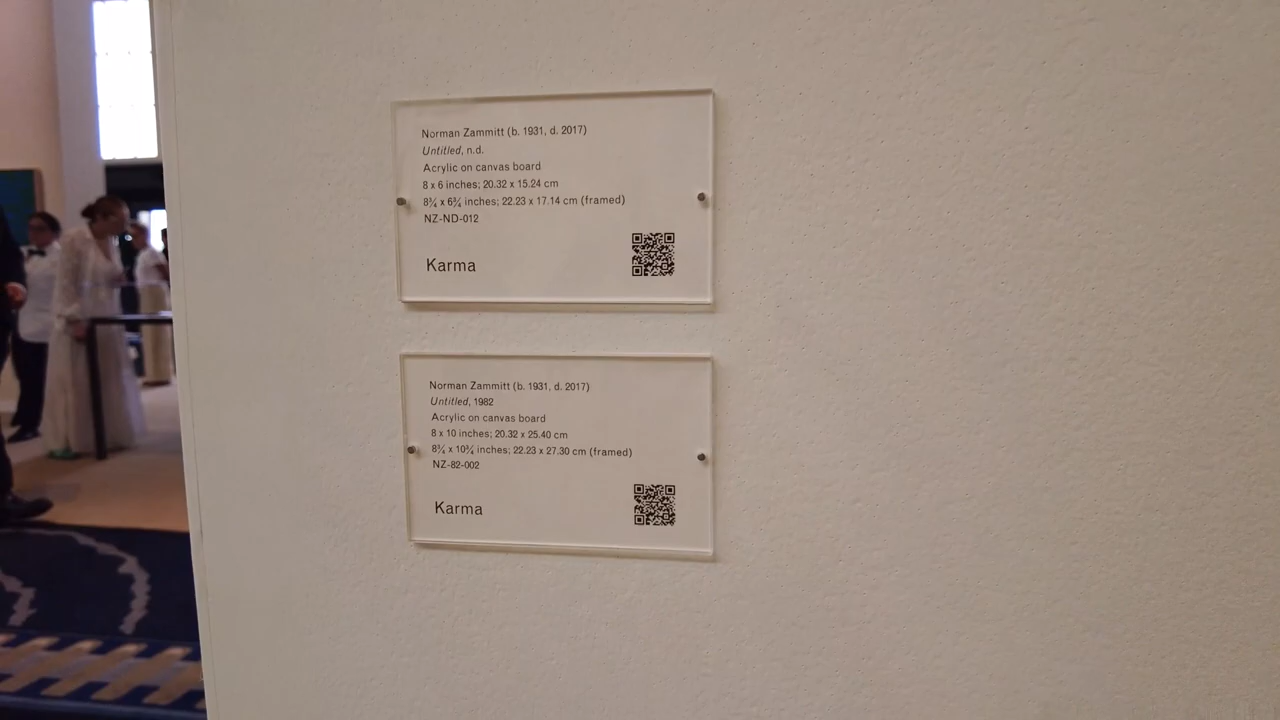 Norman Zammitt (b. 1931, d. 2017)
Untitled, n.d.
Acrylic on canvas board
8 x 6 inches; 20.32 x 15.24 cm
8¾ x 6¾ inches; 22.23 x 17.14 cm (framed)
NZ-ND-012
Karma
Norman Zammitt (b. 1931, d. 2017)
Untitled, 1982
Acrylic on canvas board
8 x 10 inches; 20.32 x 25.40 cm
8¾ x 10¾ inches; 22.23 x 27.30 cm (framed)
NZ-82-002
Karma